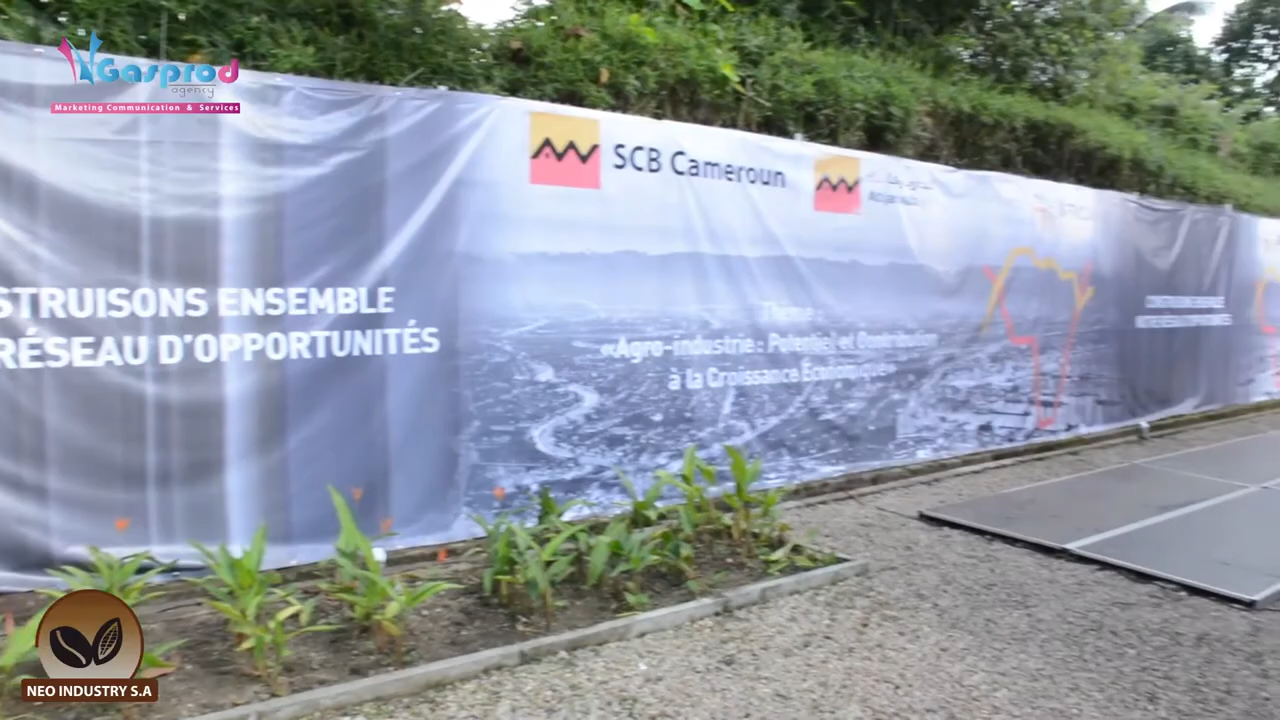 Gasprod
agency
Marketing Communication & Services
SCB Cameroun
STRUISONS ENSEMBLE
RÉSEAU D'OPPORTUNITÉS
Thème :
«Agro-industrie : Potentiel et Contribution
à la Croissance Économique»
NEO INDUSTRY S.A